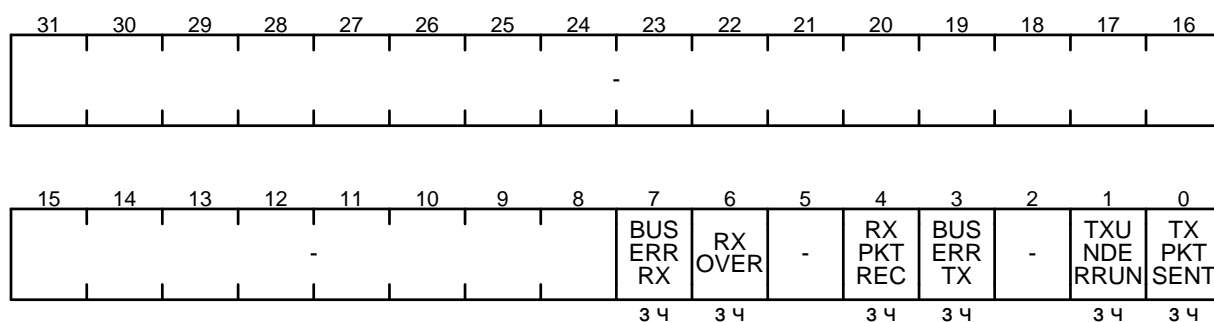 31 30 29 28 27 26 25 24 23 22 21 20 19 18 17 16
-
15 14 13 12 11 10 9 8 7 6 5 4 3 2 1 0
-
BUS ERR RX
RX OVER
-
RX PKT REC
BUS ERR TX
-
TXU NDE RRUN
TX PKT SENT
з ч з ч з ч з ч з ч з ч